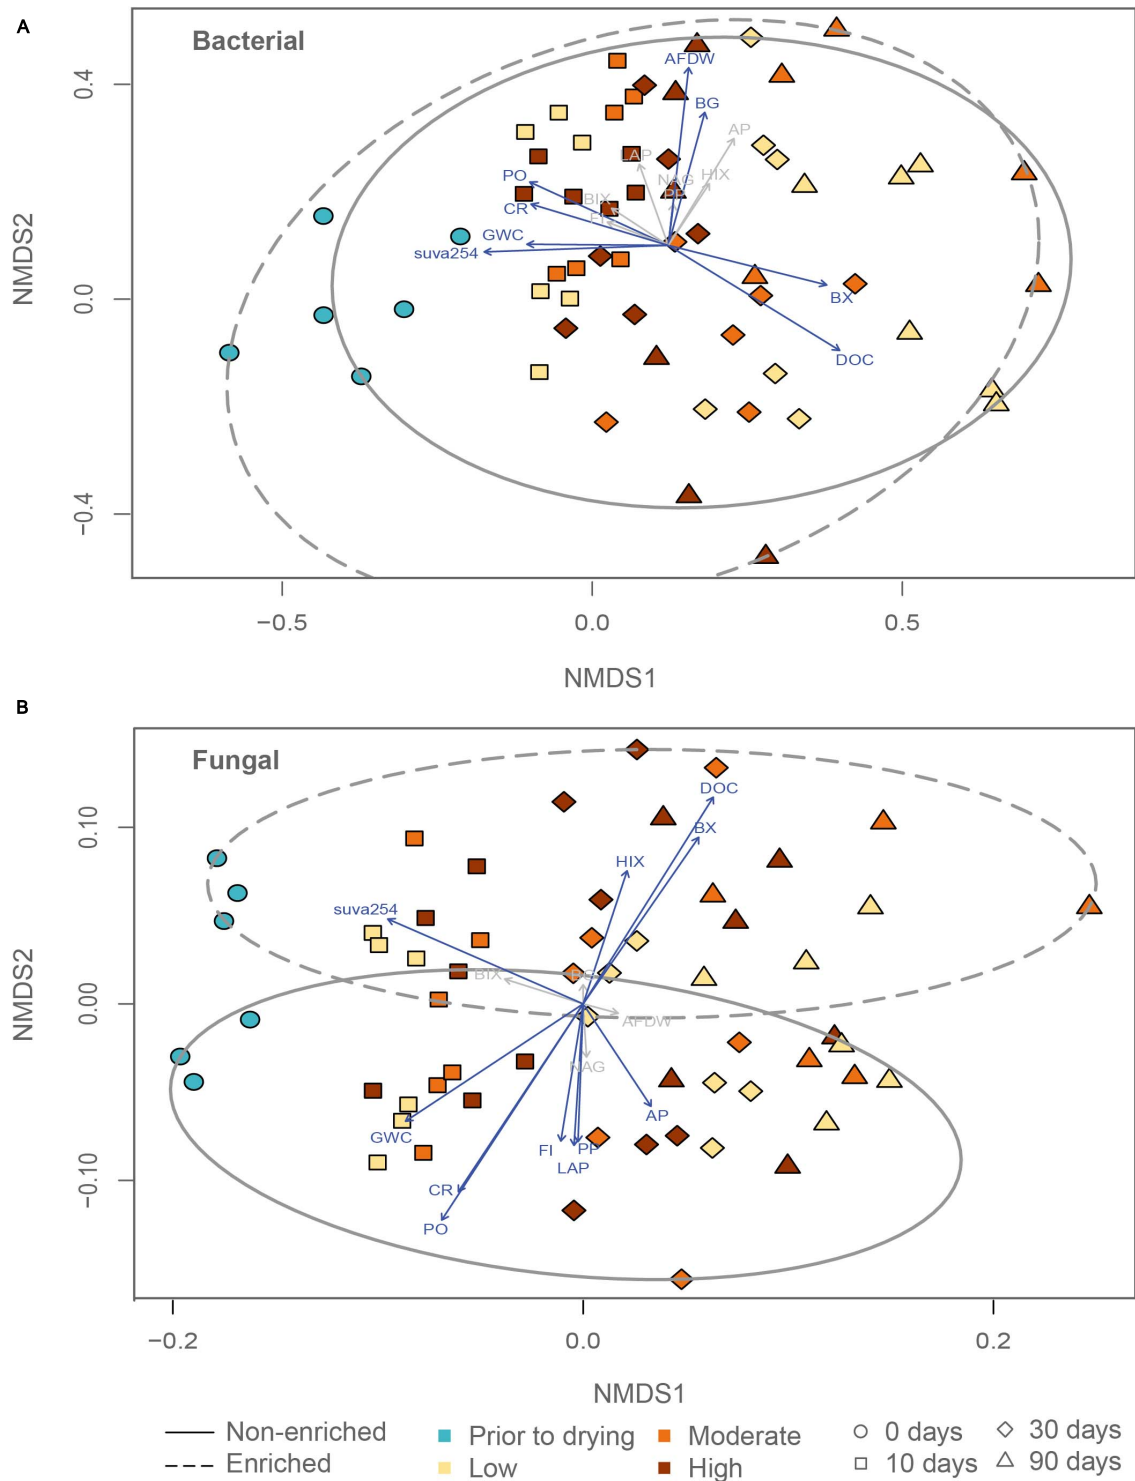 A
Bacterial
AFDW
BG
AP
LAP
NAG
HIX
PP
PO
BIX
CR
FI
GWC
suva254
BX
DOC
0.4
0.0
−0.4
NMDS2
−0.5 0.0 0.5
NMDS1
B
Fungal
DOC
BX
HIX
suva254
BIX
BG
AFDW
NAG
AP
GWC
FI
PP
LAP
CR
PO
0.10
0.00
−0.10
NMDS2
−0.2 0.0 0.2
NMDS1
Non-enriched Prior to drying Moderate 0 days 30 days
Enriched Low High 10 days 90 days